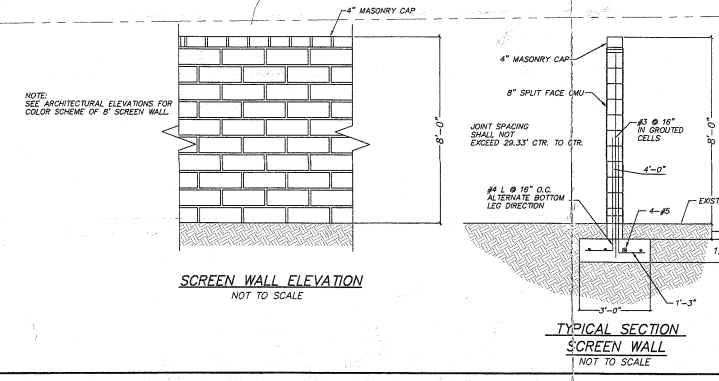 4" MASONRY CAP
NOTE:
SEE ARCHITECTURAL ELEVATIONS FOR
COLOR SCHEME OF 8' SCREEN WALL.
8'-0"
SCREEN WALL ELEVATION
NOT TO SCALE
4" MASONRY CAP
8" SPLIT FACE CMU
JOINT SPACING
SHALL NOT
EXCEED 29.33' CTR. TO CTR.
#3 @ 16"
IN GROUTED
CELLS
8'-0"
4'-0"
#4 L @ 16" O.C.
ALTERNATE BOTTOM
LEG DIRECTION
4-#5
EXIST
1'-3"
3'-0"
TYPICAL SECTION
SCREEN WALL
NOT TO SCALE